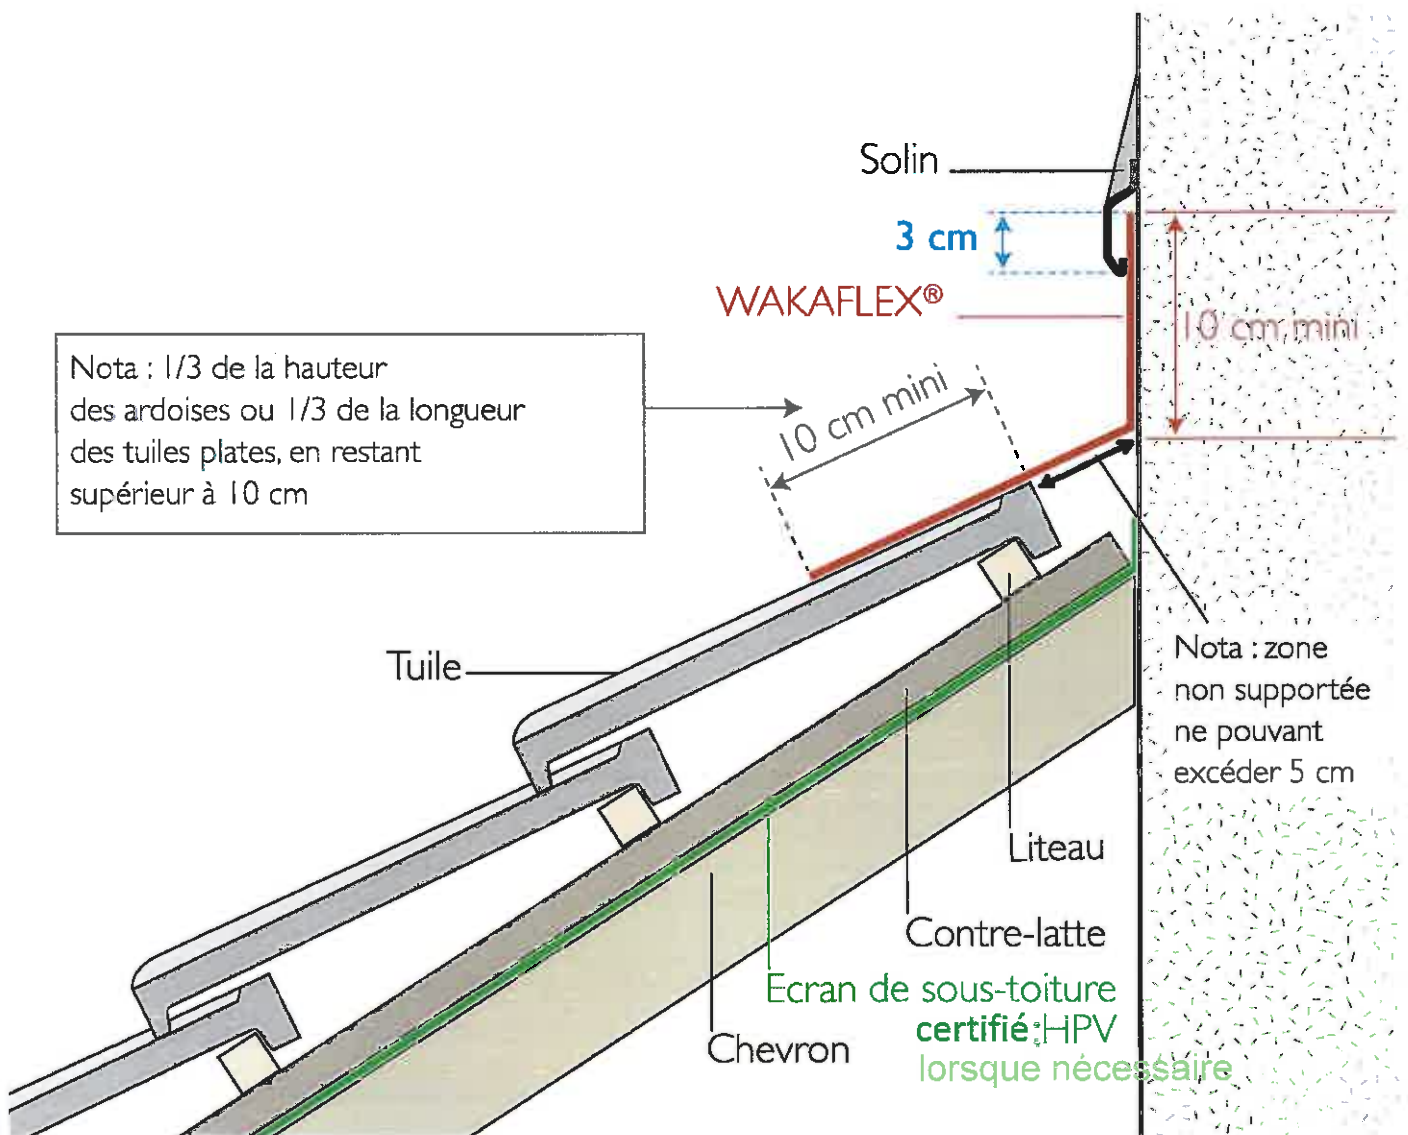 Solin
3 cm
WAKAFLEX®
10 cm mini
Nota : 1/3 de la hauteur
des ardoises ou 1/3 de la longueur
des tuiles plates, en restant
supérieur à 10 cm
10 cm mini
Tuile
Nota : zone
non supportée
ne pouvant
excéder 5 cm
Liteau
Contre-latte
Ecran de sous-toiture
certifié : HPV
lorsque nécessaire
Chevron